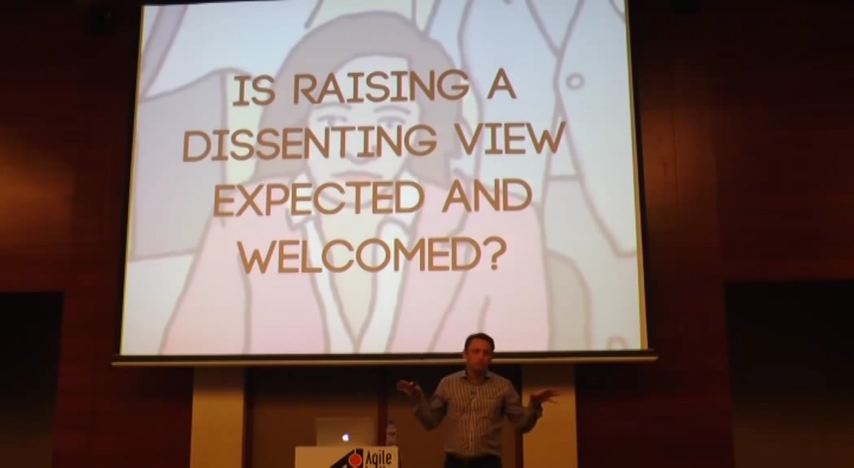 IS RAISING A
DISSENTING VIEW
EXPECTED AND
WELCOMED?
Agile